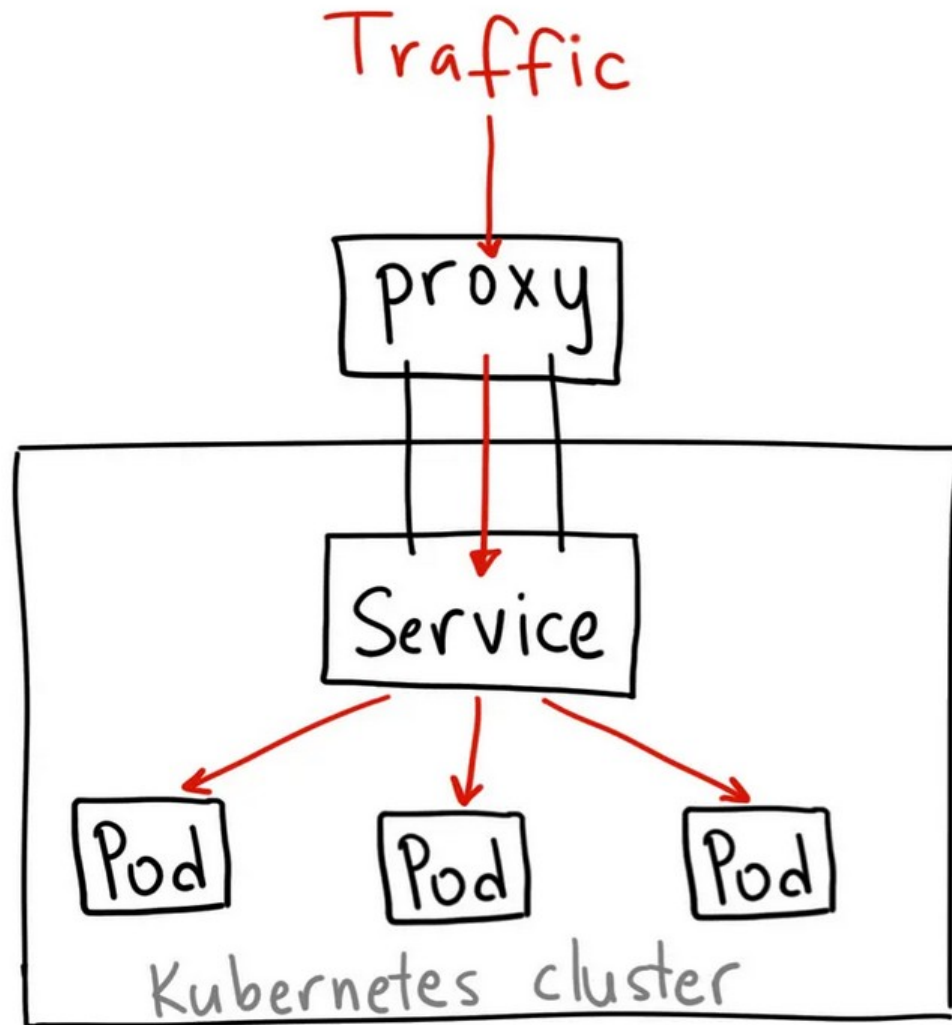 Traffic
proxy
Service
Pod Pod Pod
Kubernetes cluster